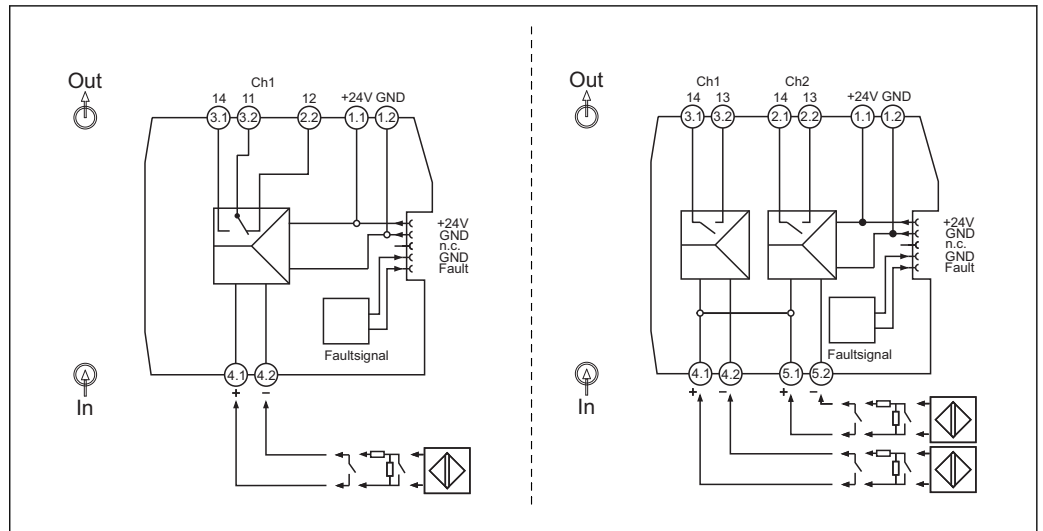 Out
Ch1
14 11 12 +24V GND
3.1 3.2 2.2 1.1 1.2
+24V
GND
n.c.
GND
Fault
Faultsignal
4.1 4.2
+ –
In
Out
Ch1 Ch2
14 13 14 13 +24V GND
3.1 3.2 2.1 2.2 1.1 1.2
+24V
GND
n.c.
GND
Fault
Faultsignal
4.1 4.2 5.1 5.2
+ – + –
In